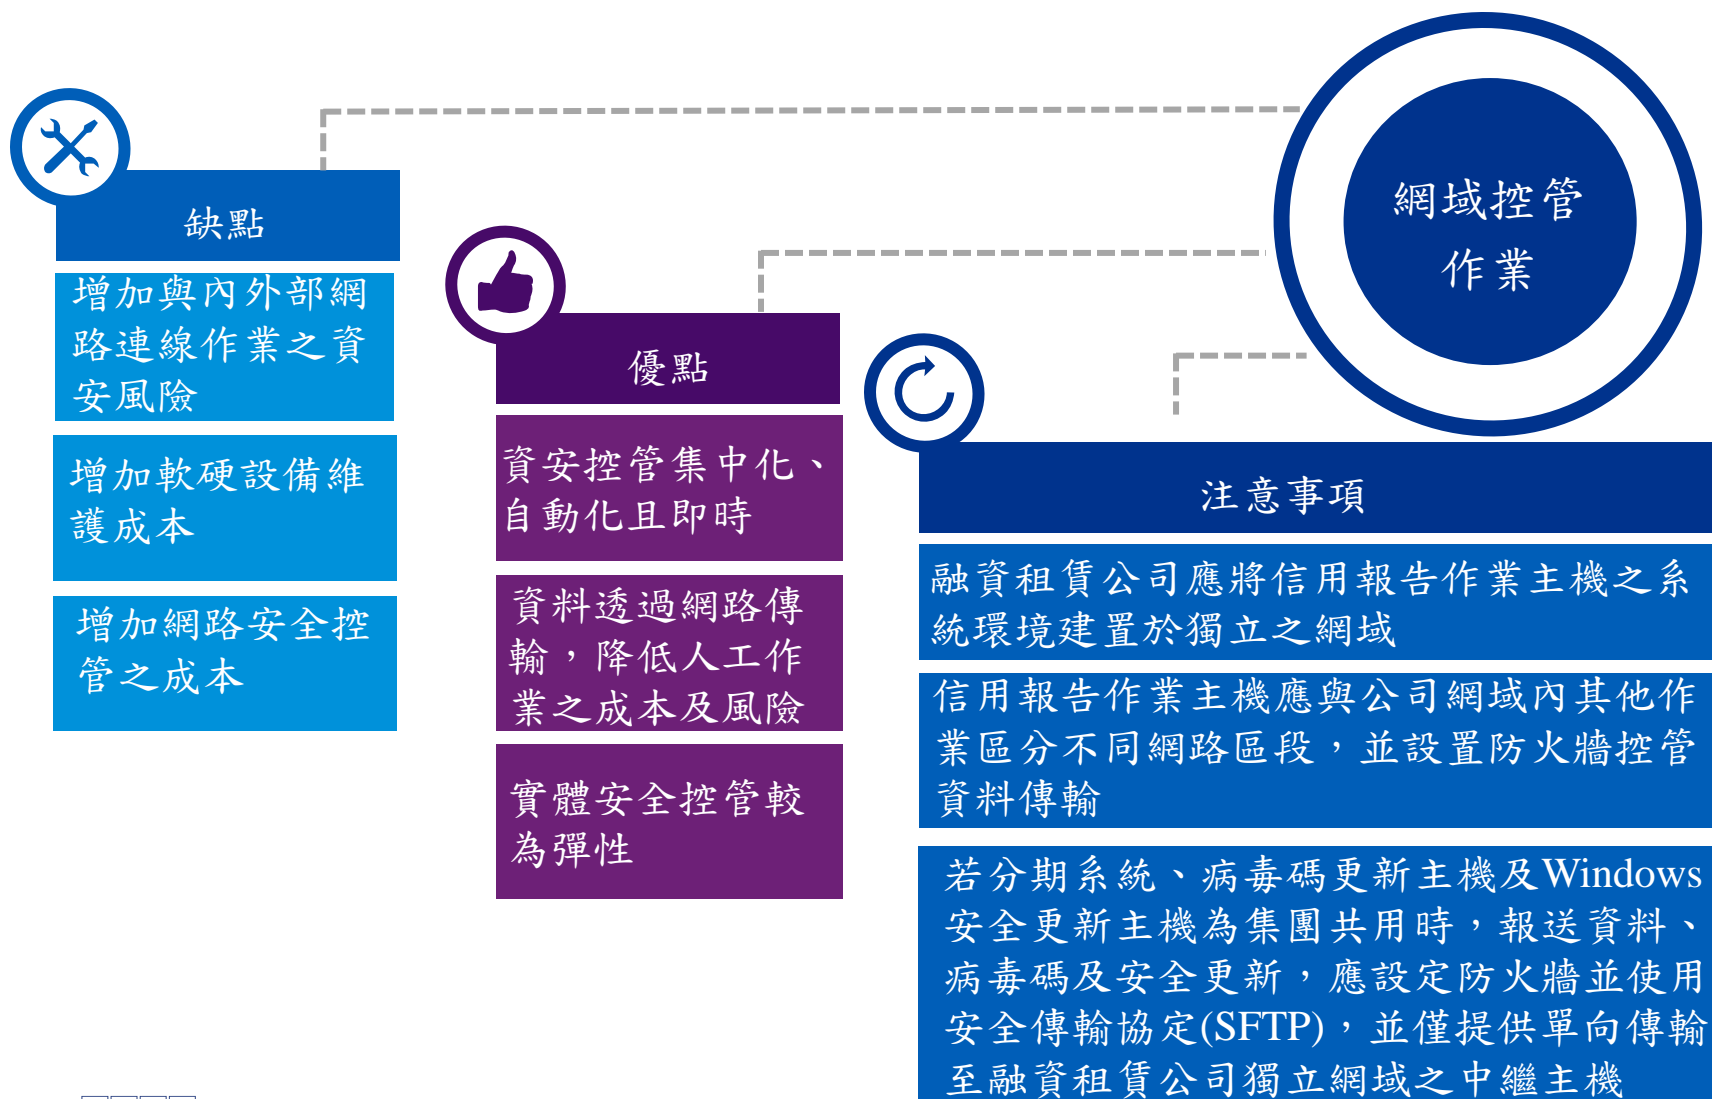 網域控管
作業
缺點
增加與內外部網
路連線作業之資
安風險
增加軟硬設備維
護成本
增加網路安全控
管之成本
優點
資安控管集中化、
自動化且即時
資料透過網路傳
輸，降低人工作
業之成本及風險
實體安全控管較
為彈性
注意事項
融資租賃公司應將信用報告作業主機之系
統環境建置於獨立之網域
信用報告作業主機應與公司網域內其他作
業區分不同網路區段，並設置防火牆控管
資料傳輸
若分期系統、病毒碼更新主機及Windows
安全更新主機為集團共用時，報送資料、
病毒碼及安全更新，應設定防火牆並使用
安全傳輸協定(SFTP)，並僅提供單向傳輸
至融資租賃公司獨立網域之中繼主機